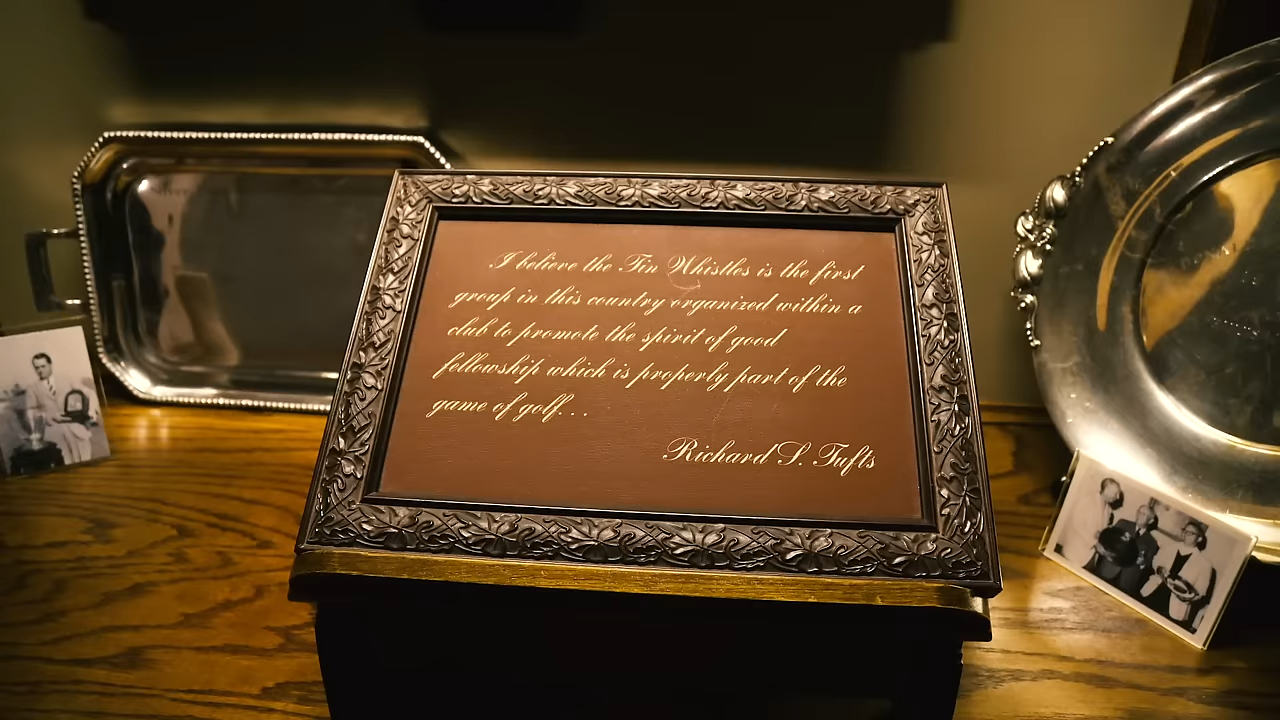 I believe the Tin Whistles is the first
group in this country organized within a
club to promote the spirit of good
fellowship which is properly part of the
game of golf...
Richard S. Tufts